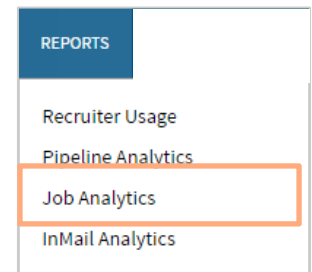 REPORTS
Recruiter Usage
Pipeline Analytics
Job Analytics
InMail Analytics